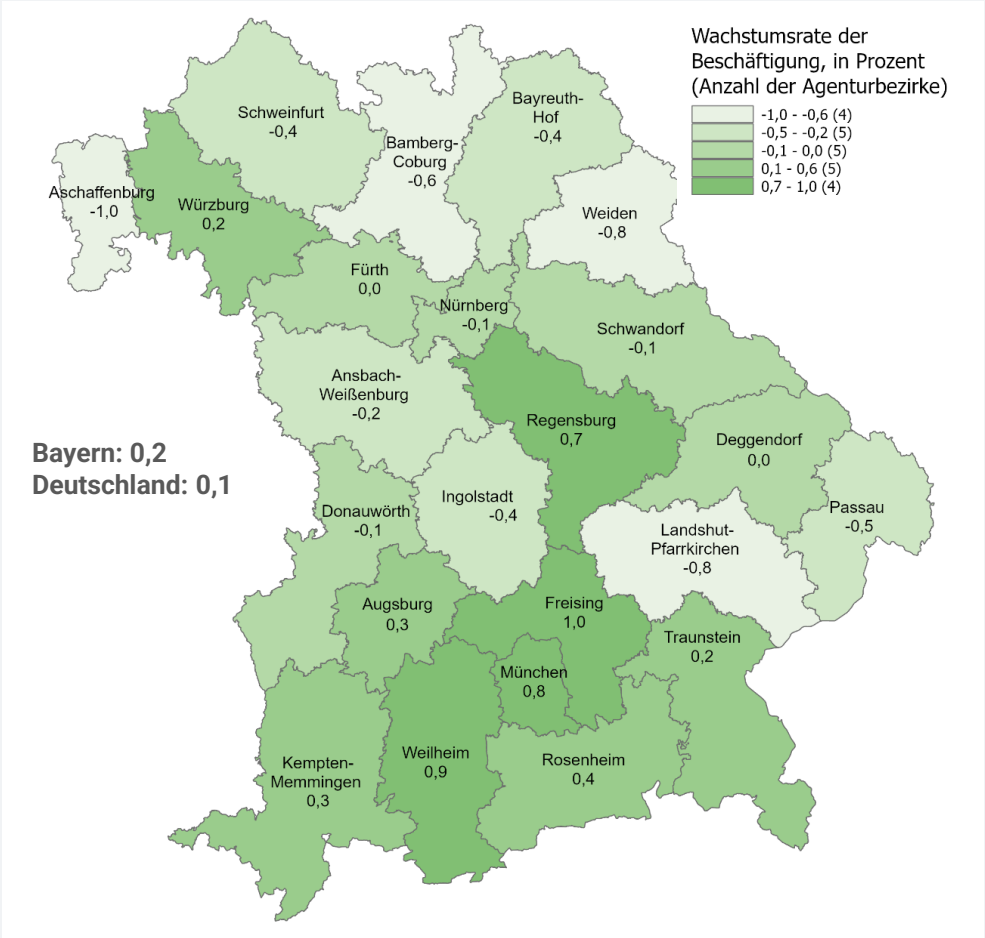 Wachstumsrate der
Beschäftigung, in Prozent
(Anzahl der Agenturbezirke)
-1,0 - -0,6 (4)
-0,5 - -0,2 (5)
-0,1 - 0,0 (5)
0,1 - 0,6 (5)
0,7 - 1,0 (4)
Schweinfurt
-0,4
Bayreuth-
Hof
-0,4
Bamberg-
Coburg
-0,6
Aschaffenburg
-1,0
Würzburg
0,2
Weiden
-0,8
Fürth
0,0
Nürnberg
-0,1
Schwandorf
-0,1
Ansbach-
Weißenburg
-0,2
Regensburg
0,7
Deggendorf
0,0
Bayern: 0,2
Deutschland: 0,1
Ingolstadt
-0,4
Donauwörth
-0,1
Passau
-0,5
Landshut-
Pfarrkirchen
-0,8
Augsburg
0,3
Freising
1,0
Traunstein
0,2
München
0,8
Weilheim
0,9
Rosenheim
0,4
Kempten-
Memmingen
0,3